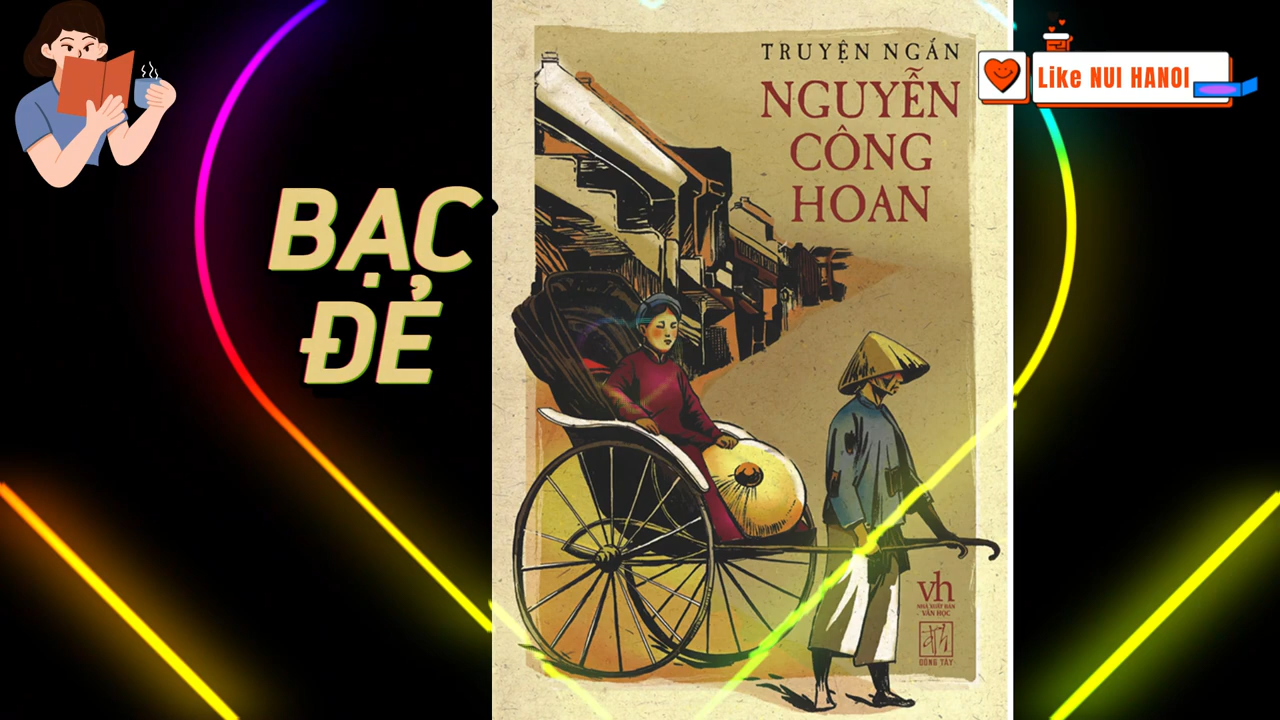 BẠC
ĐẺ
TRUYỆN NGẮN
NGUYỄN
CÔNG
HOAN
Like NUI HANOI
vh
NHÀ XUẤT BẢN
VĂN HỌC
ĐÔNG TÂY